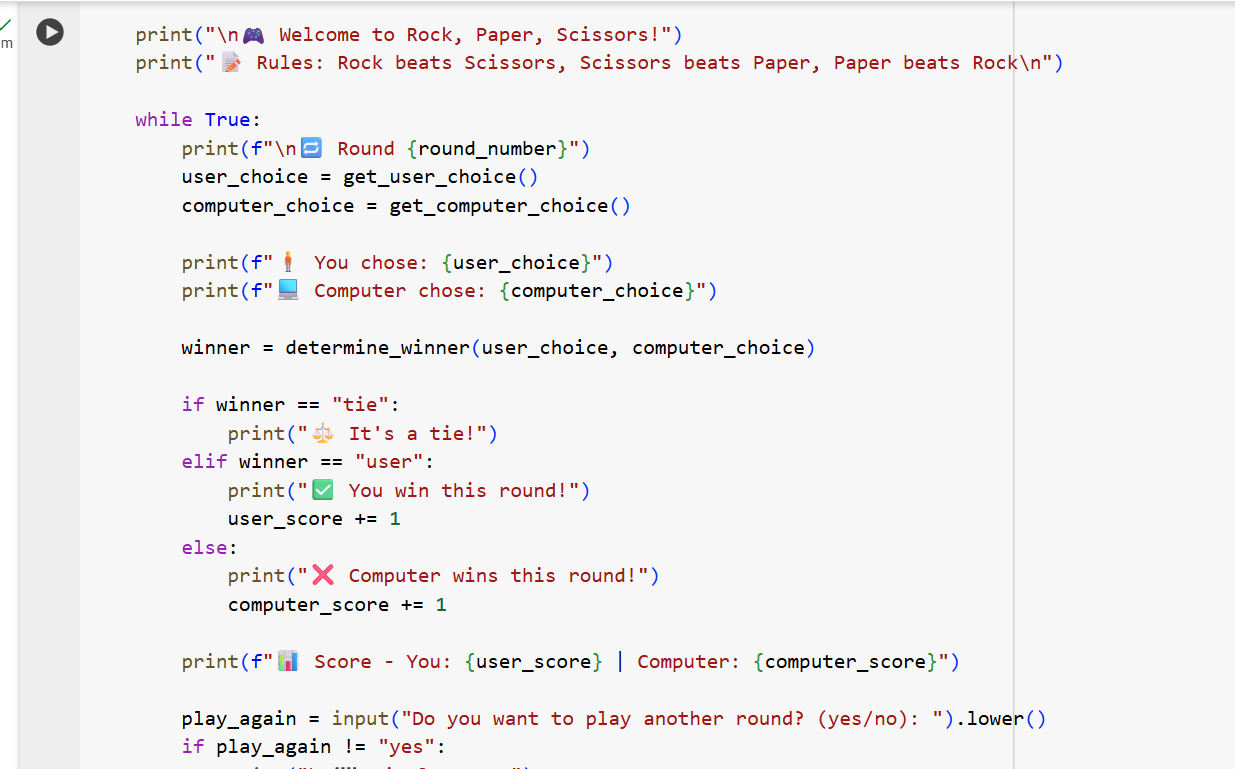 print("\n🎮 Welcome to Rock, Paper, Scissors!")
m
print("📝 Rules: Rock beats Scissors, Scissors beats Paper, Paper beats Rock\n")
while True:
    print(f"\n🔁 Round {round_number}")
    user_choice = get_user_choice()
    computer_choice = get_computer_choice()
    print(f"🧍 You chose: {user_choice}")
    print(f"💻 Computer chose: {computer_choice}")
    winner = determine_winner(user_choice, computer_choice)
    if winner == "tie":
        print("⚖️ It's a tie!")
    elif winner == "user":
        print("✅ You win this round!")
        user_score += 1
    else:
        print("❌ Computer wins this round!")
        computer_score += 1
    print(f"📊 Score - You: {user_score} | Computer: {computer_score}")
    play_again = input("Do you want to play another round? (yes/no): ").lower()
    if play_again != "yes":